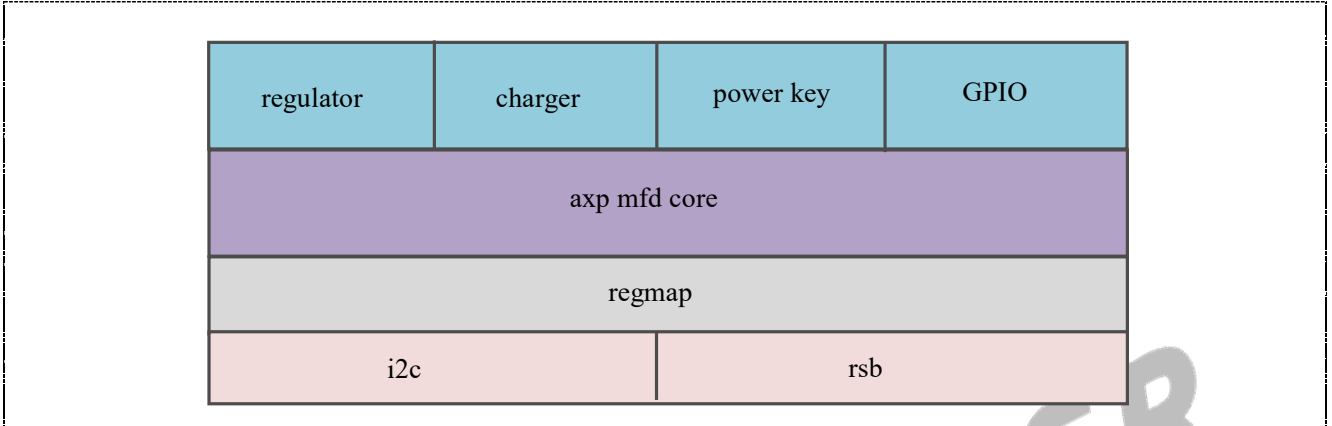 regulator
charger
power key
GPIO
axp mfd core
regmap
i2c
rsb